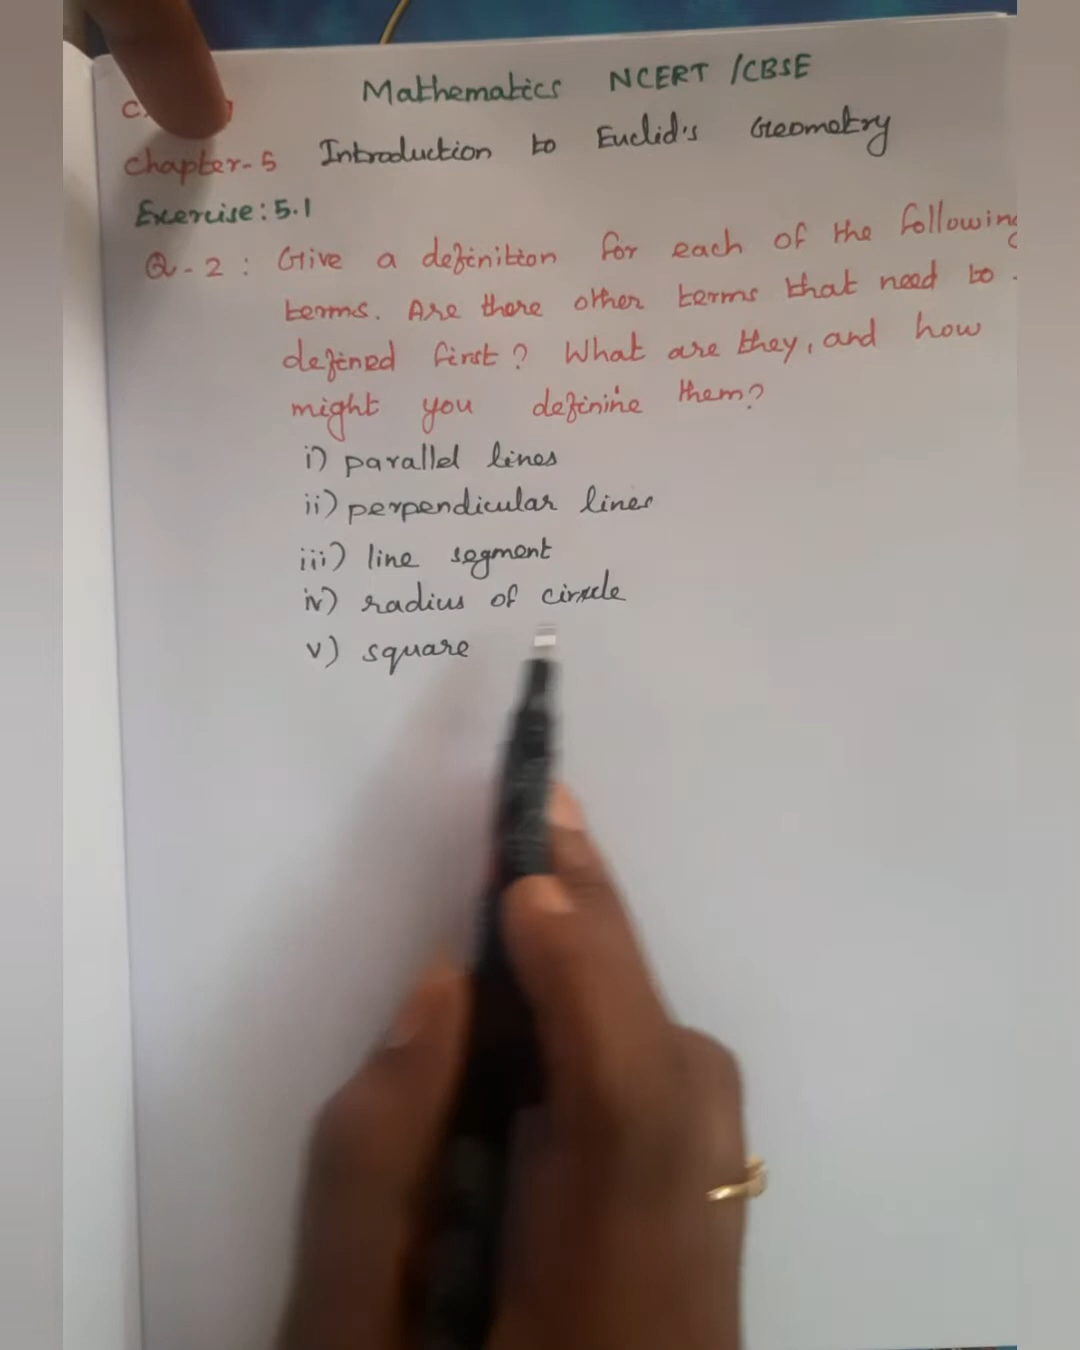 Mathematics NCERT /CBSE
Chapter-5 Introduction to Euclid's Geometry
Exercise: 5.1
Q-2: Give a definition for each of the following
terms. Are there other terms that need to
defined first? What are they, and how
might you definine them?
i) parallel lines
ii) perpendicular lines
iii) line segment
iv) radius of circle
v) square